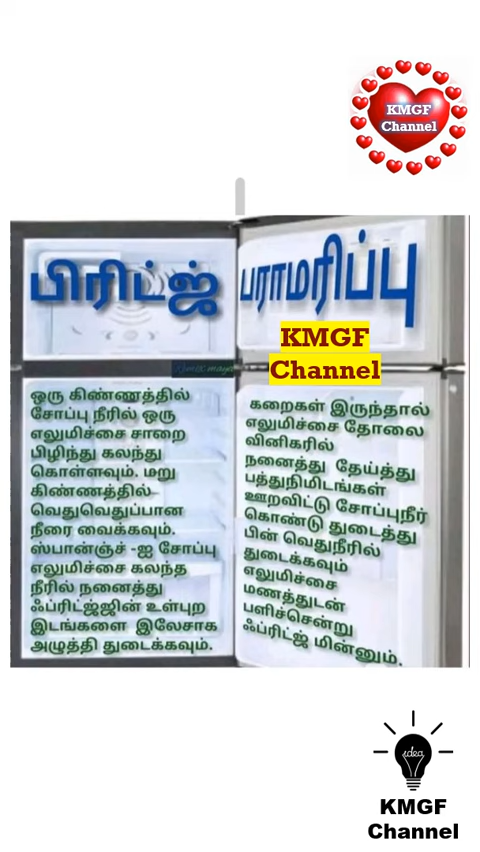 KMGF
Channel
பிரிட்ஜ்
பராமரிப்பு
KMGF
Channel
ஒரு கிண்ணத்தில்
சோப்பு நீரில் ஒரு
எலுமிச்சை சாறை
பிழிந்து கலந்து
கொள்ளவும். மறு
கிண்ணத்தில்
வெதுவெதுப்பான
நீரை வைக்கவும்.
ஸ்பான்ஞ்ச் -ஐ சோப்பு
எலுமிச்சை கலந்த
நீரில் நனைத்து
ஃப்ரிட்ஜ்ஜின் உள்புற
இடங்களை இலேசாக
அழுத்தி துடைக்கவும்.
கறைகள் இருந்தால்
எலுமிச்சை தோலை
வினிகரில்
நனைத்து தேய்த்து
பத்துநிமிடங்கள்
ஊறவிட்டு சோப்புநீர்
கொண்டு துடைத்து
பின் வெதுநீரில்
துடைக்கவும்
எலுமிச்சை
மணத்துடன்
பளிச்சென்று
ஃப்ரிட்ஜ் மின்னும்.
idea
KMGF
Channel